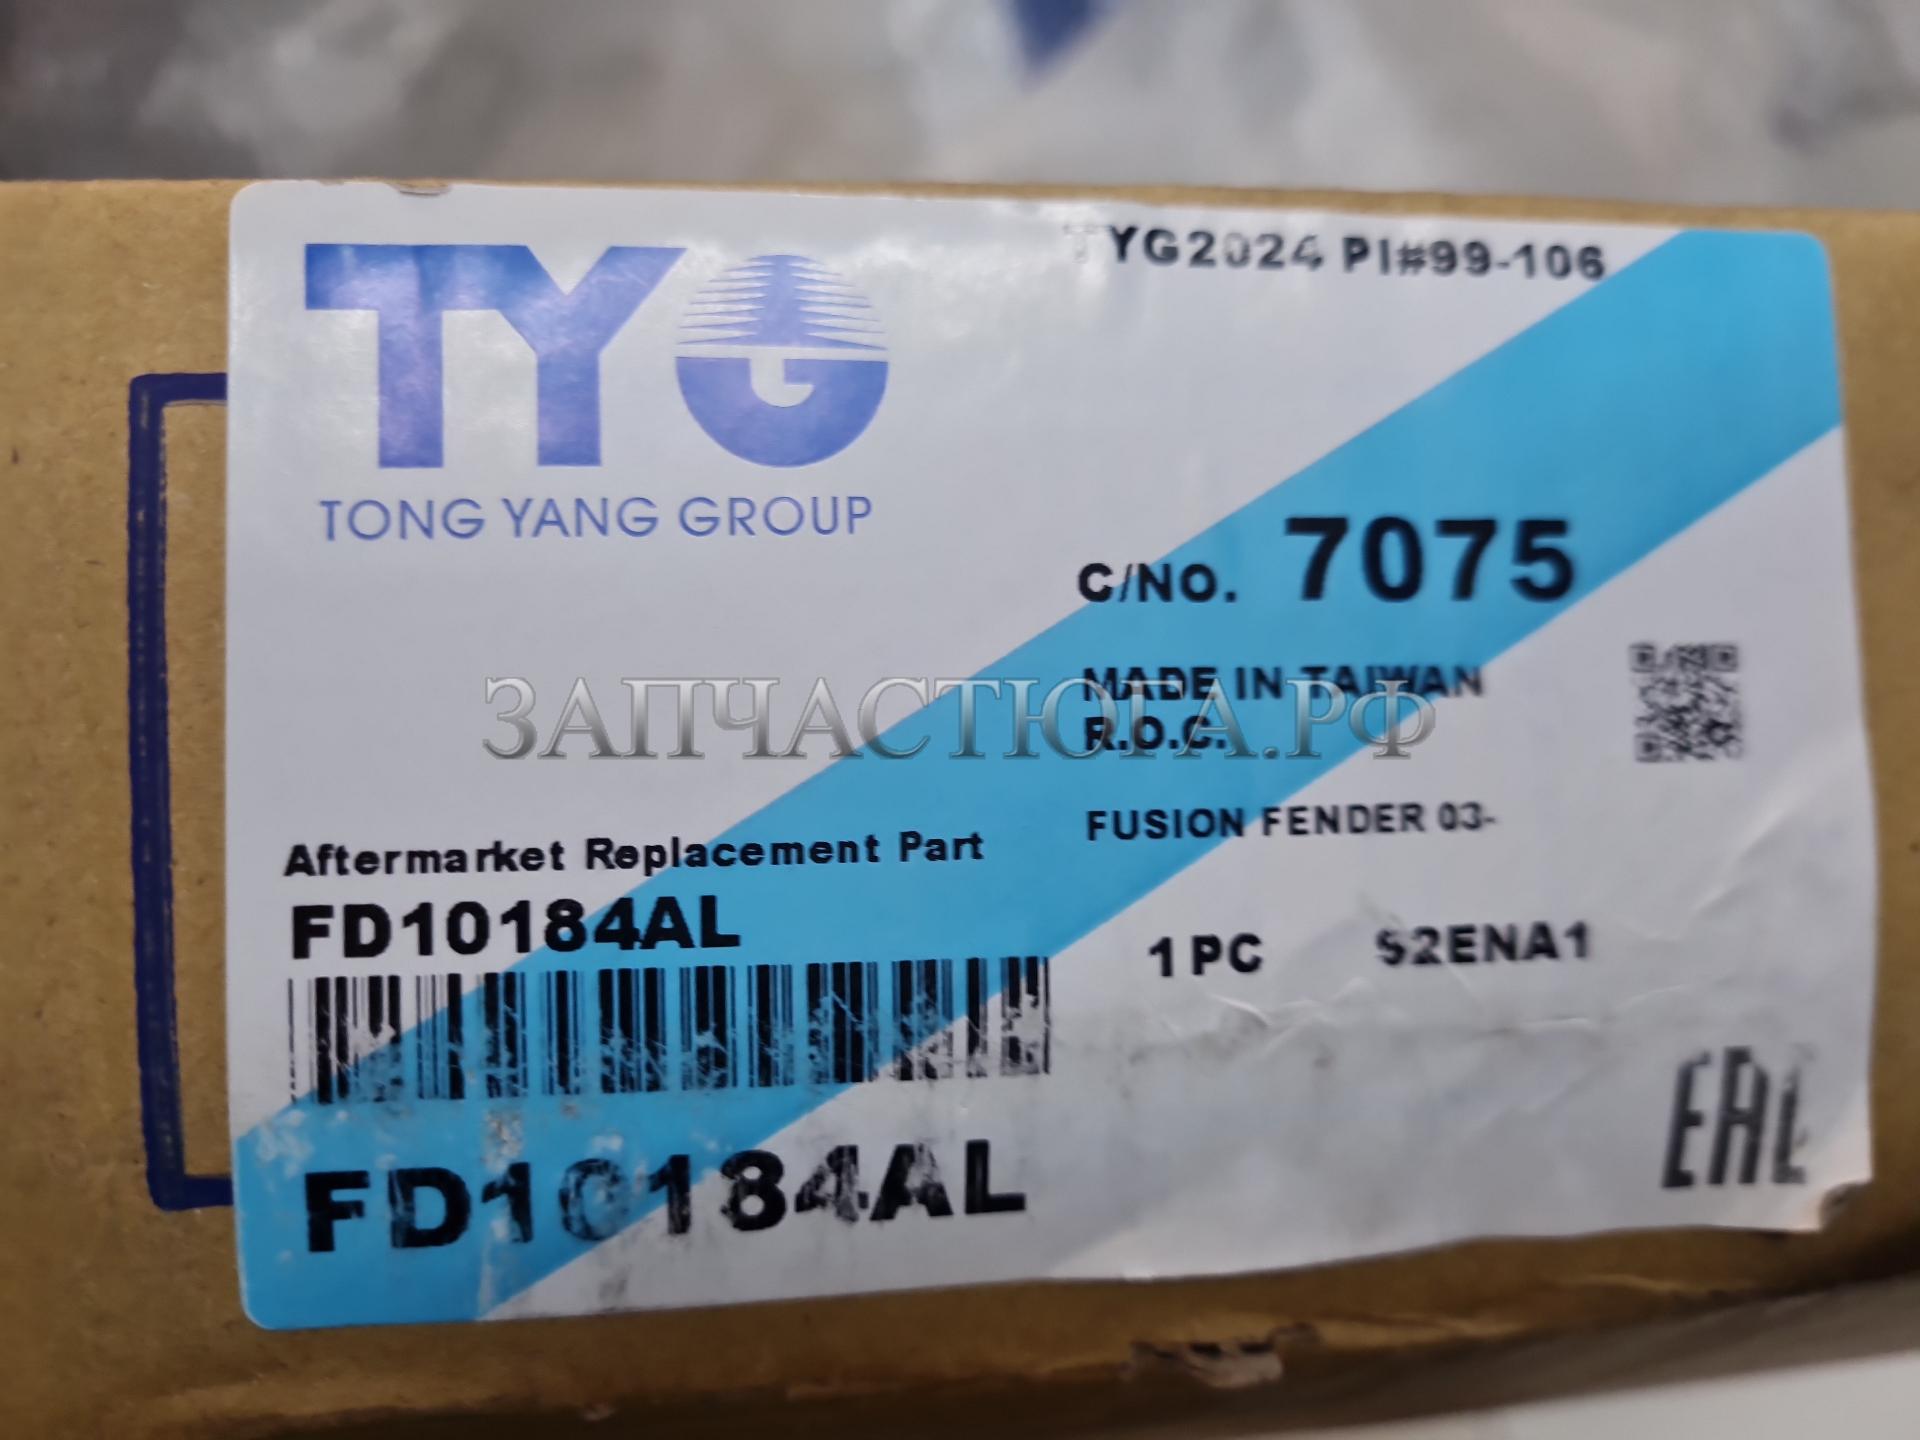 TYG
TYG2024 PI#99-106
TONG YANG GROUP
C/NO. 7075
MADE IN TAIWAN
R.O.C.
ЗАПЧАСТЮГА.РФ
FUSION FENDER 03-
Aftermarket Replacement Part
FD10184AL
1 PC S2ENA1
FD10184AL
EAC